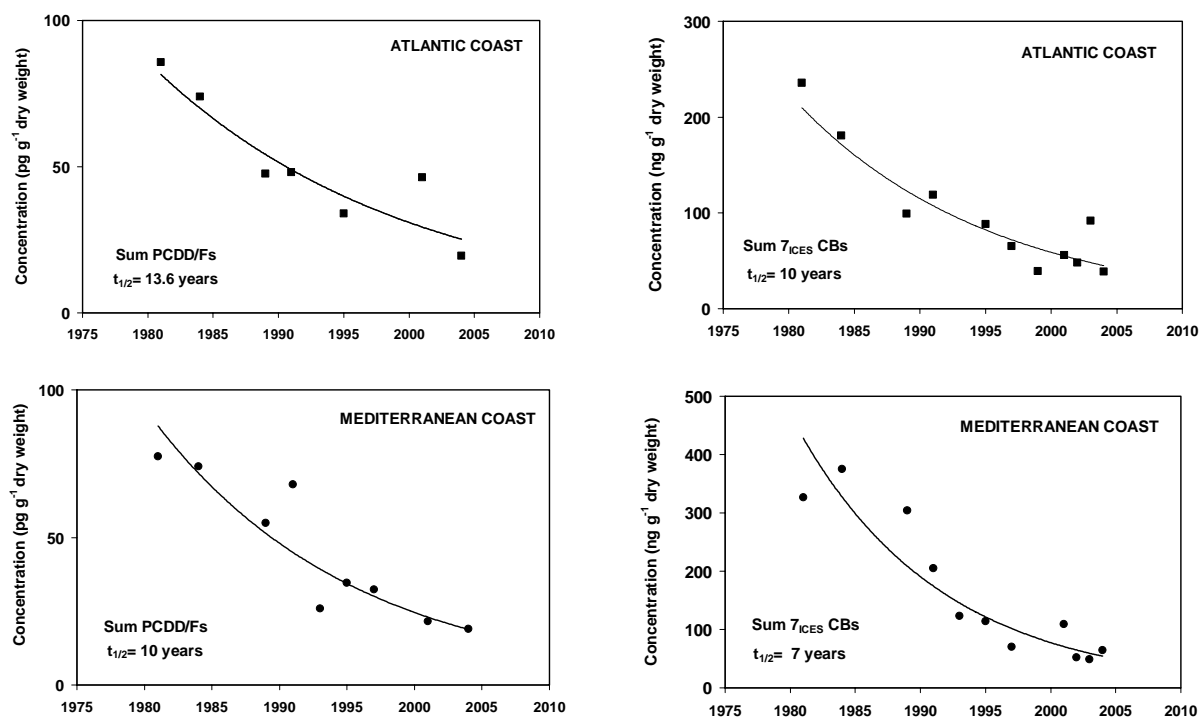 Concentration (pg g-1 dry weight)
100
50
0
ATLANTIC COAST
Sum PCDD/Fs
t1/2= 13.6 years
1975 1980 1985 1990 1995 2000 2005 2010
Concentration (ng g-1 dry weight)
300
200
100
0
ATLANTIC COAST
Sum 7ICES CBs
t1/2= 10 years
1975 1980 1985 1990 1995 2000 2005 2010
Concentration (pg g-1 dry weight)
100
50
0
MEDITERRANEAN COAST
Sum PCDD/Fs
t1/2= 10 years
1975 1980 1985 1990 1995 2000 2005 2010
Concentration (ng g-1 dry weight)
500
400
300
200
100
0
MEDITERRANEAN COAST
Sum 7ICES CBs
t1/2= 7 years
1975 1980 1985 1990 1995 2000 2005 2010